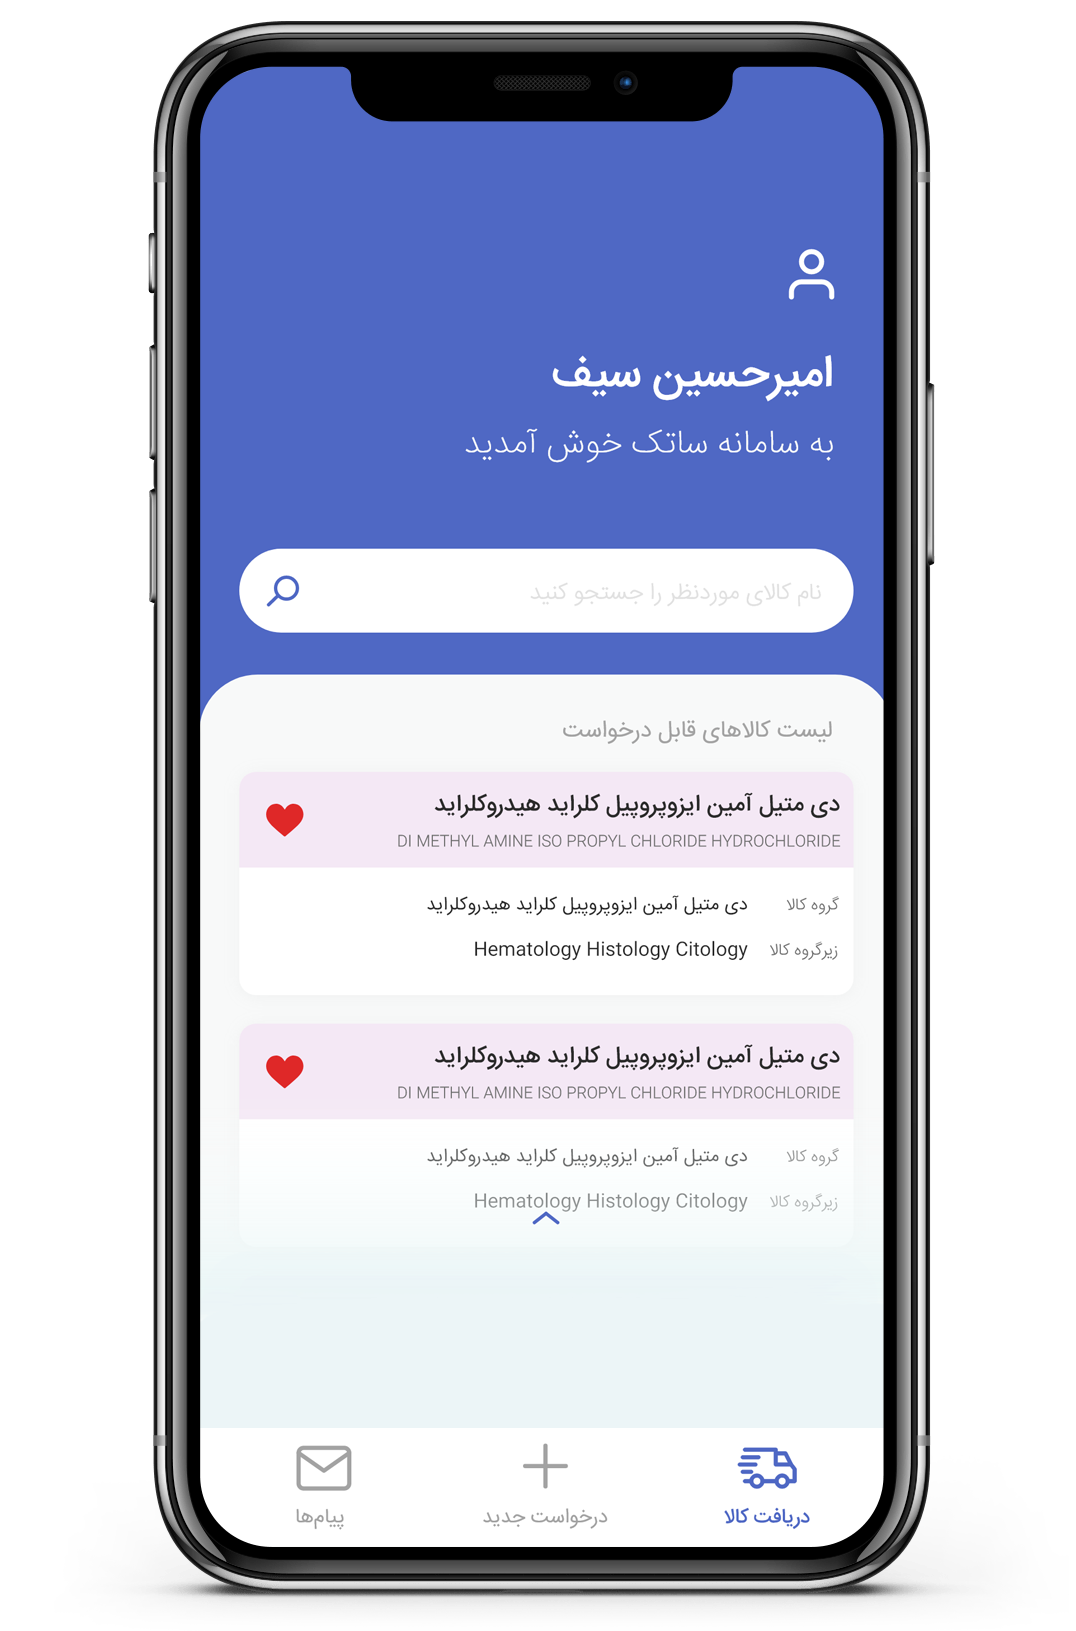 امیرحسین سیف
به سامانه ساتک خوش آمدید
نام کالای موردنظر را جستجو کنید
لیست کالاهای قابل درخواست
دی متیل آمین ایزوپروپیل کلراید هیدروکلراید
DI METHYL AMINE ISO PROPYL CHLORIDE HYDROCHLORIDE
گروه کالا دی متیل آمین ایزوپروپیل کلراید هیدروکلراید
زیرگروه کالا Hematology Histology Citology
دی متیل آمین ایزوپروپیل کلراید هیدروکلراید
DI METHYL AMINE ISO PROPYL CHLORIDE HYDROCHLORIDE
گروه کالا دی متیل آمین ایزوپروپیل کلراید هیدروکلراید
زیرگروه کالا Hematology Histology Citology
دریافت کالا درخواست جدید پیام‌ها